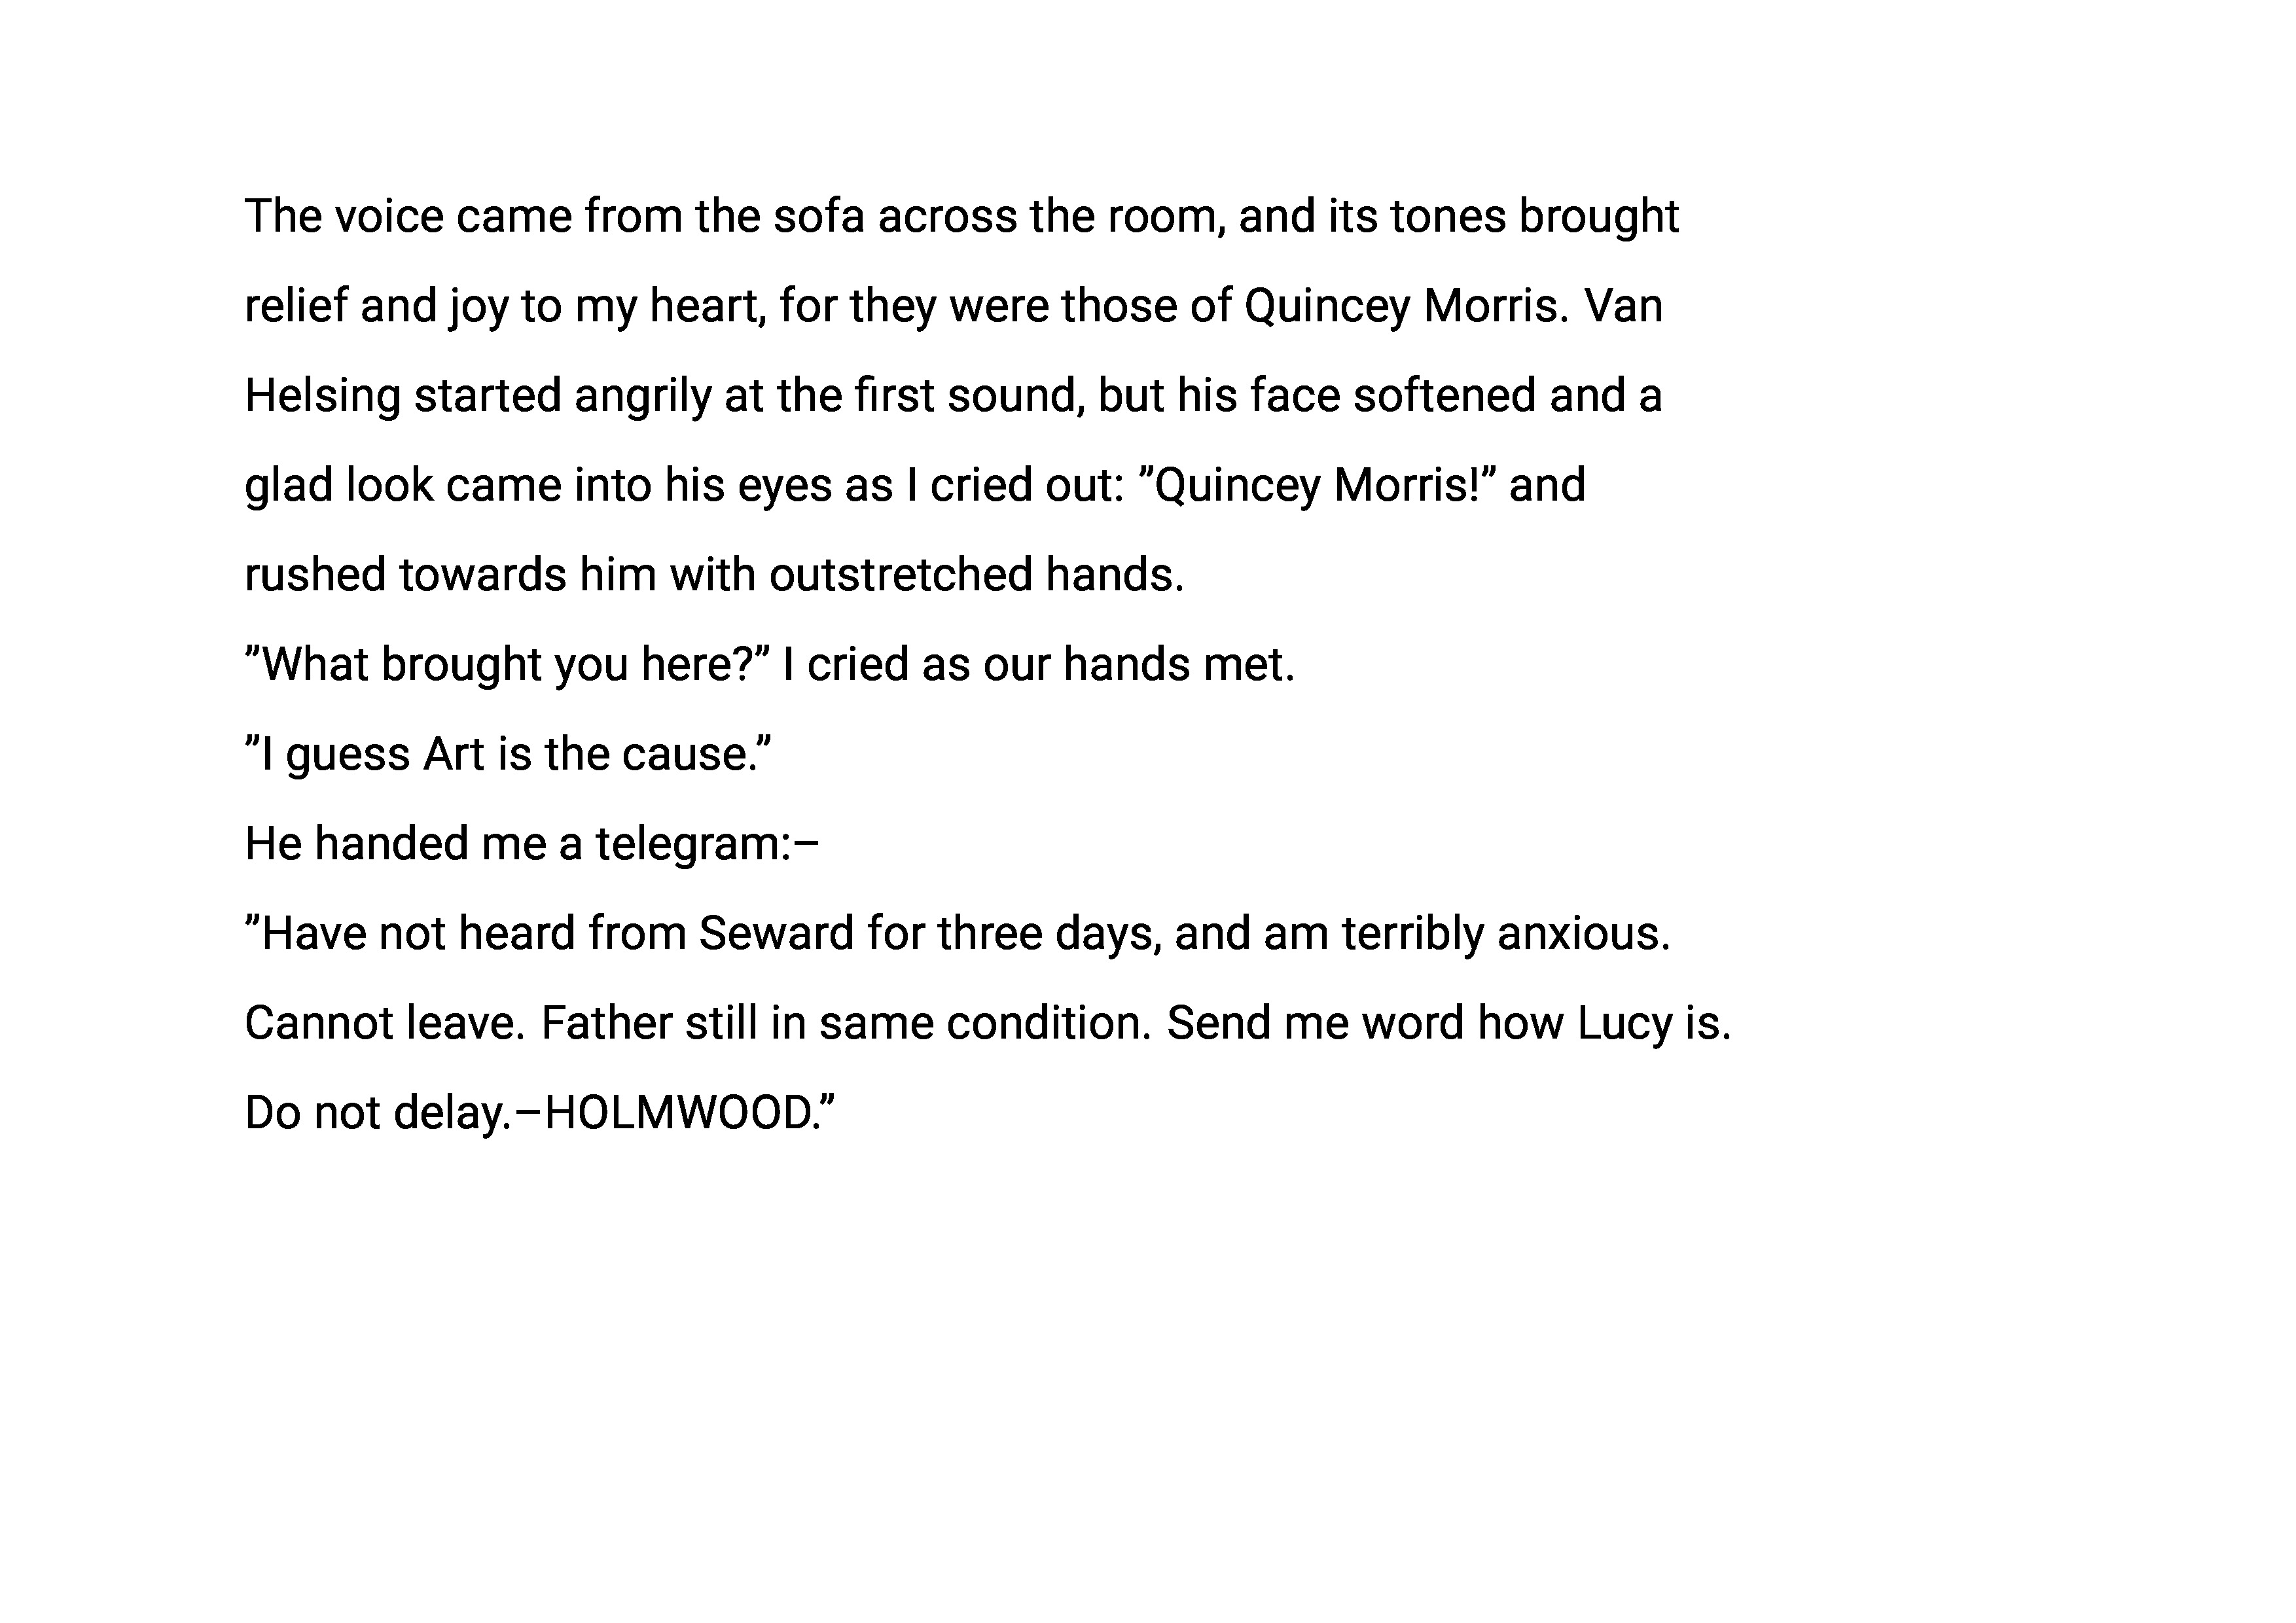 The voice came from the sofa across the room, and its tones brought
relief and joy to my heart, for they were those of Quincey Morris. Van
Helsing started angrily at the first sound, but his face softened and a
glad look came into his eyes as I cried out: ”Quincey Morris!” and
rushed towards him with outstretched hands.
”What brought you here?” I cried as our hands met.
”I guess Art is the cause.”
He handed me a telegram:–
”Have not heard from Seward for three days, and am terribly anxious.
Cannot leave. Father still in same condition. Send me word how Lucy is.
Do not delay.–HOLMWOOD.”